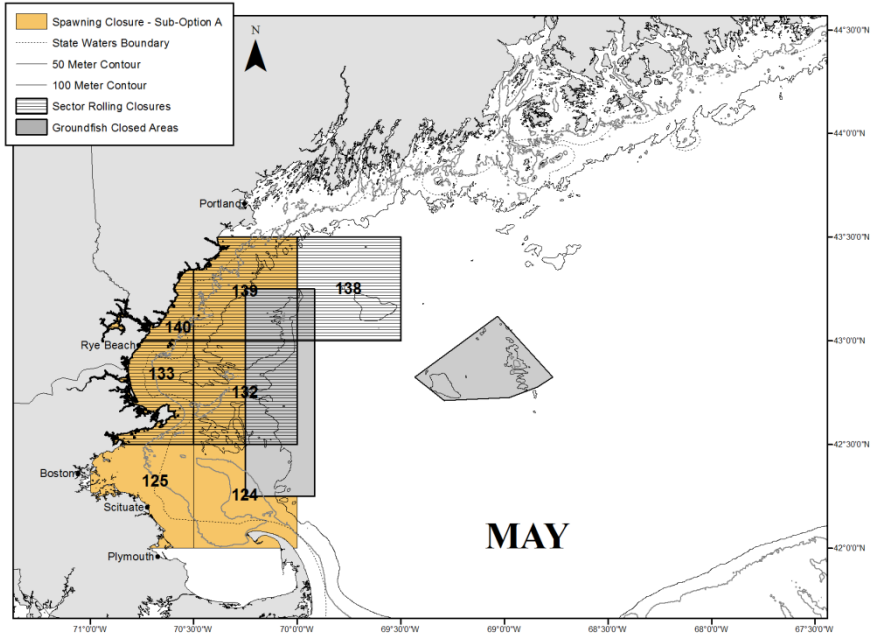 Spawning Closure - Sub-Option A
State Waters Boundary
50 Meter Contour
100 Meter Contour
Sector Rolling Closures
Groundfish Closed Areas
N
44°30'0"N
44°0'0"N
Portland
43°30'0"N
139
138
140
Rye Beach
43°0'0"N
133
132
42°30'0"N
Boston
125
124
Scituate
MAY
Plymouth
42°0'0"N
71°0'0"W
70°30'0"W
70°0'0"W
69°30'0"W
69°0'0"W
68°30'0"W
68°0'0"W
67°30'0"W